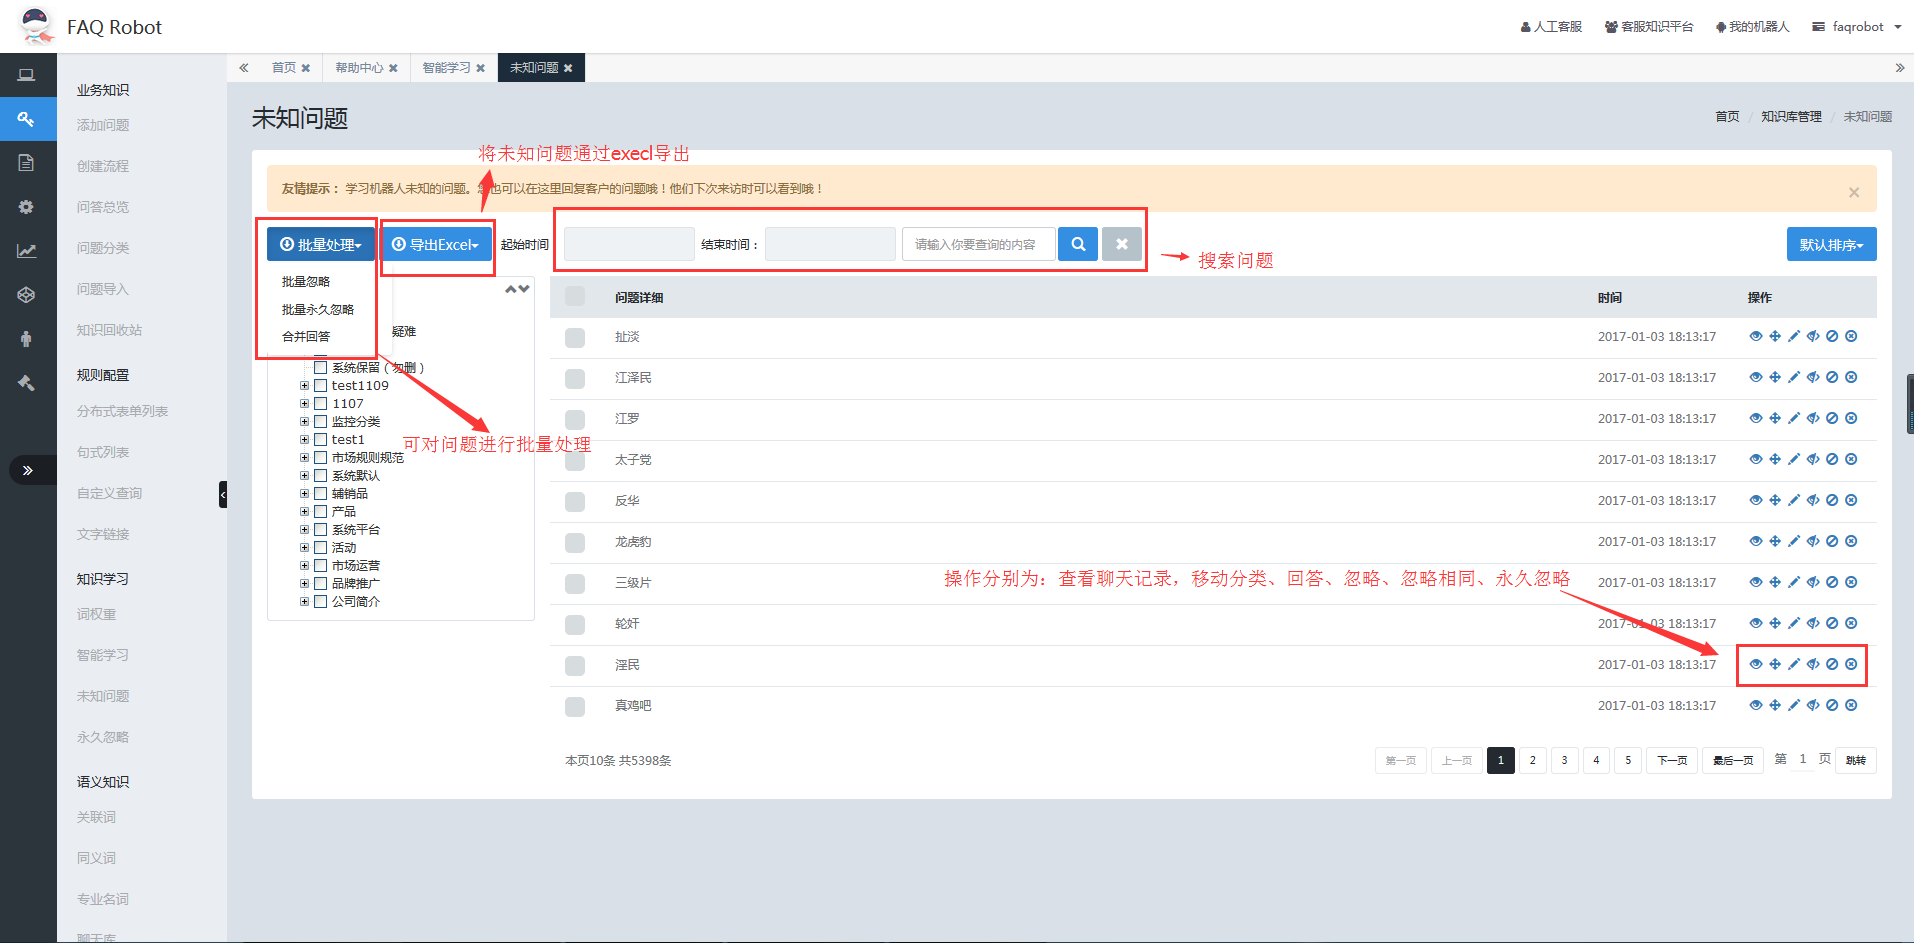 FAQ Robot
人工客服 客服知识平台 我的机器人 faqrobot
首页 帮助中心 智能学习 未知问题
业务知识
添加问题
创建流程
问答总览
问题分类
问题导入
知识回收站
规则配置
分布式表单列表
句式列表
自定义查询
文字链接
知识学习
词权重
智能学习
未知问题
永久忽略
语义知识
关联词
同义词
专业名词
聊天库
未知问题
首页 / 知识库管理 / 未知问题
将未知问题通过execl导出
友情提示： 学习机器人未知的问题。您也可以在这里回复客户的问题哦！他们下次来访时可以看到哦！
批量处理 导出Excel 起始时间 结束时间： 请输入你要查询的内容 默认排序
搜索问题
批量忽略
批量永久忽略
合并回答
疑难
系统保留（勿删）
test1109
1107
监控分类
test1
市场规则规范
系统默认
辅销品
产品
系统平台
活动
市场运营
品牌推广
公司简介
可对问题进行批量处理
问题详细 时间 操作
扯淡 2017-01-03 18:13:17
江泽民 2017-01-03 18:13:17
江罗 2017-01-03 18:13:17
太子党 2017-01-03 18:13:17
反华 2017-01-03 18:13:17
龙虎豹 2017-01-03 18:13:17
三级片 2017-01-03 18:13:17
操作分别为：查看聊天记录，移动分类、回答、忽略、忽略相同、永久忽略
轮奸 2017-01-03 18:13:17
淫民 2017-01-03 18:13:17
真鸡吧 2017-01-03 18:13:17
本页10条 共5398条
第一页 上一页 1 2 3 4 5 下一页 最后一页 第 1 页 跳转